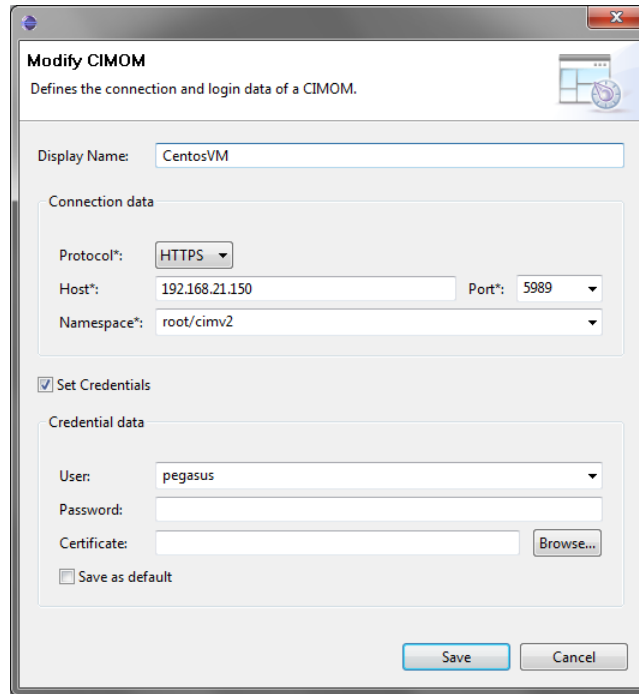 Modify CIMOM
Defines the connection and login data of a CIMOM.
Display Name: CentosVM
Connection data
Protocol*: HTTPS
Host*: 192.168.21.150 Port*: 5989
Namespace*: root/cimv2
Set Credentials
Credential data
User: pegasus
Password:
Certificate: Browse...
Save as default
Save Cancel